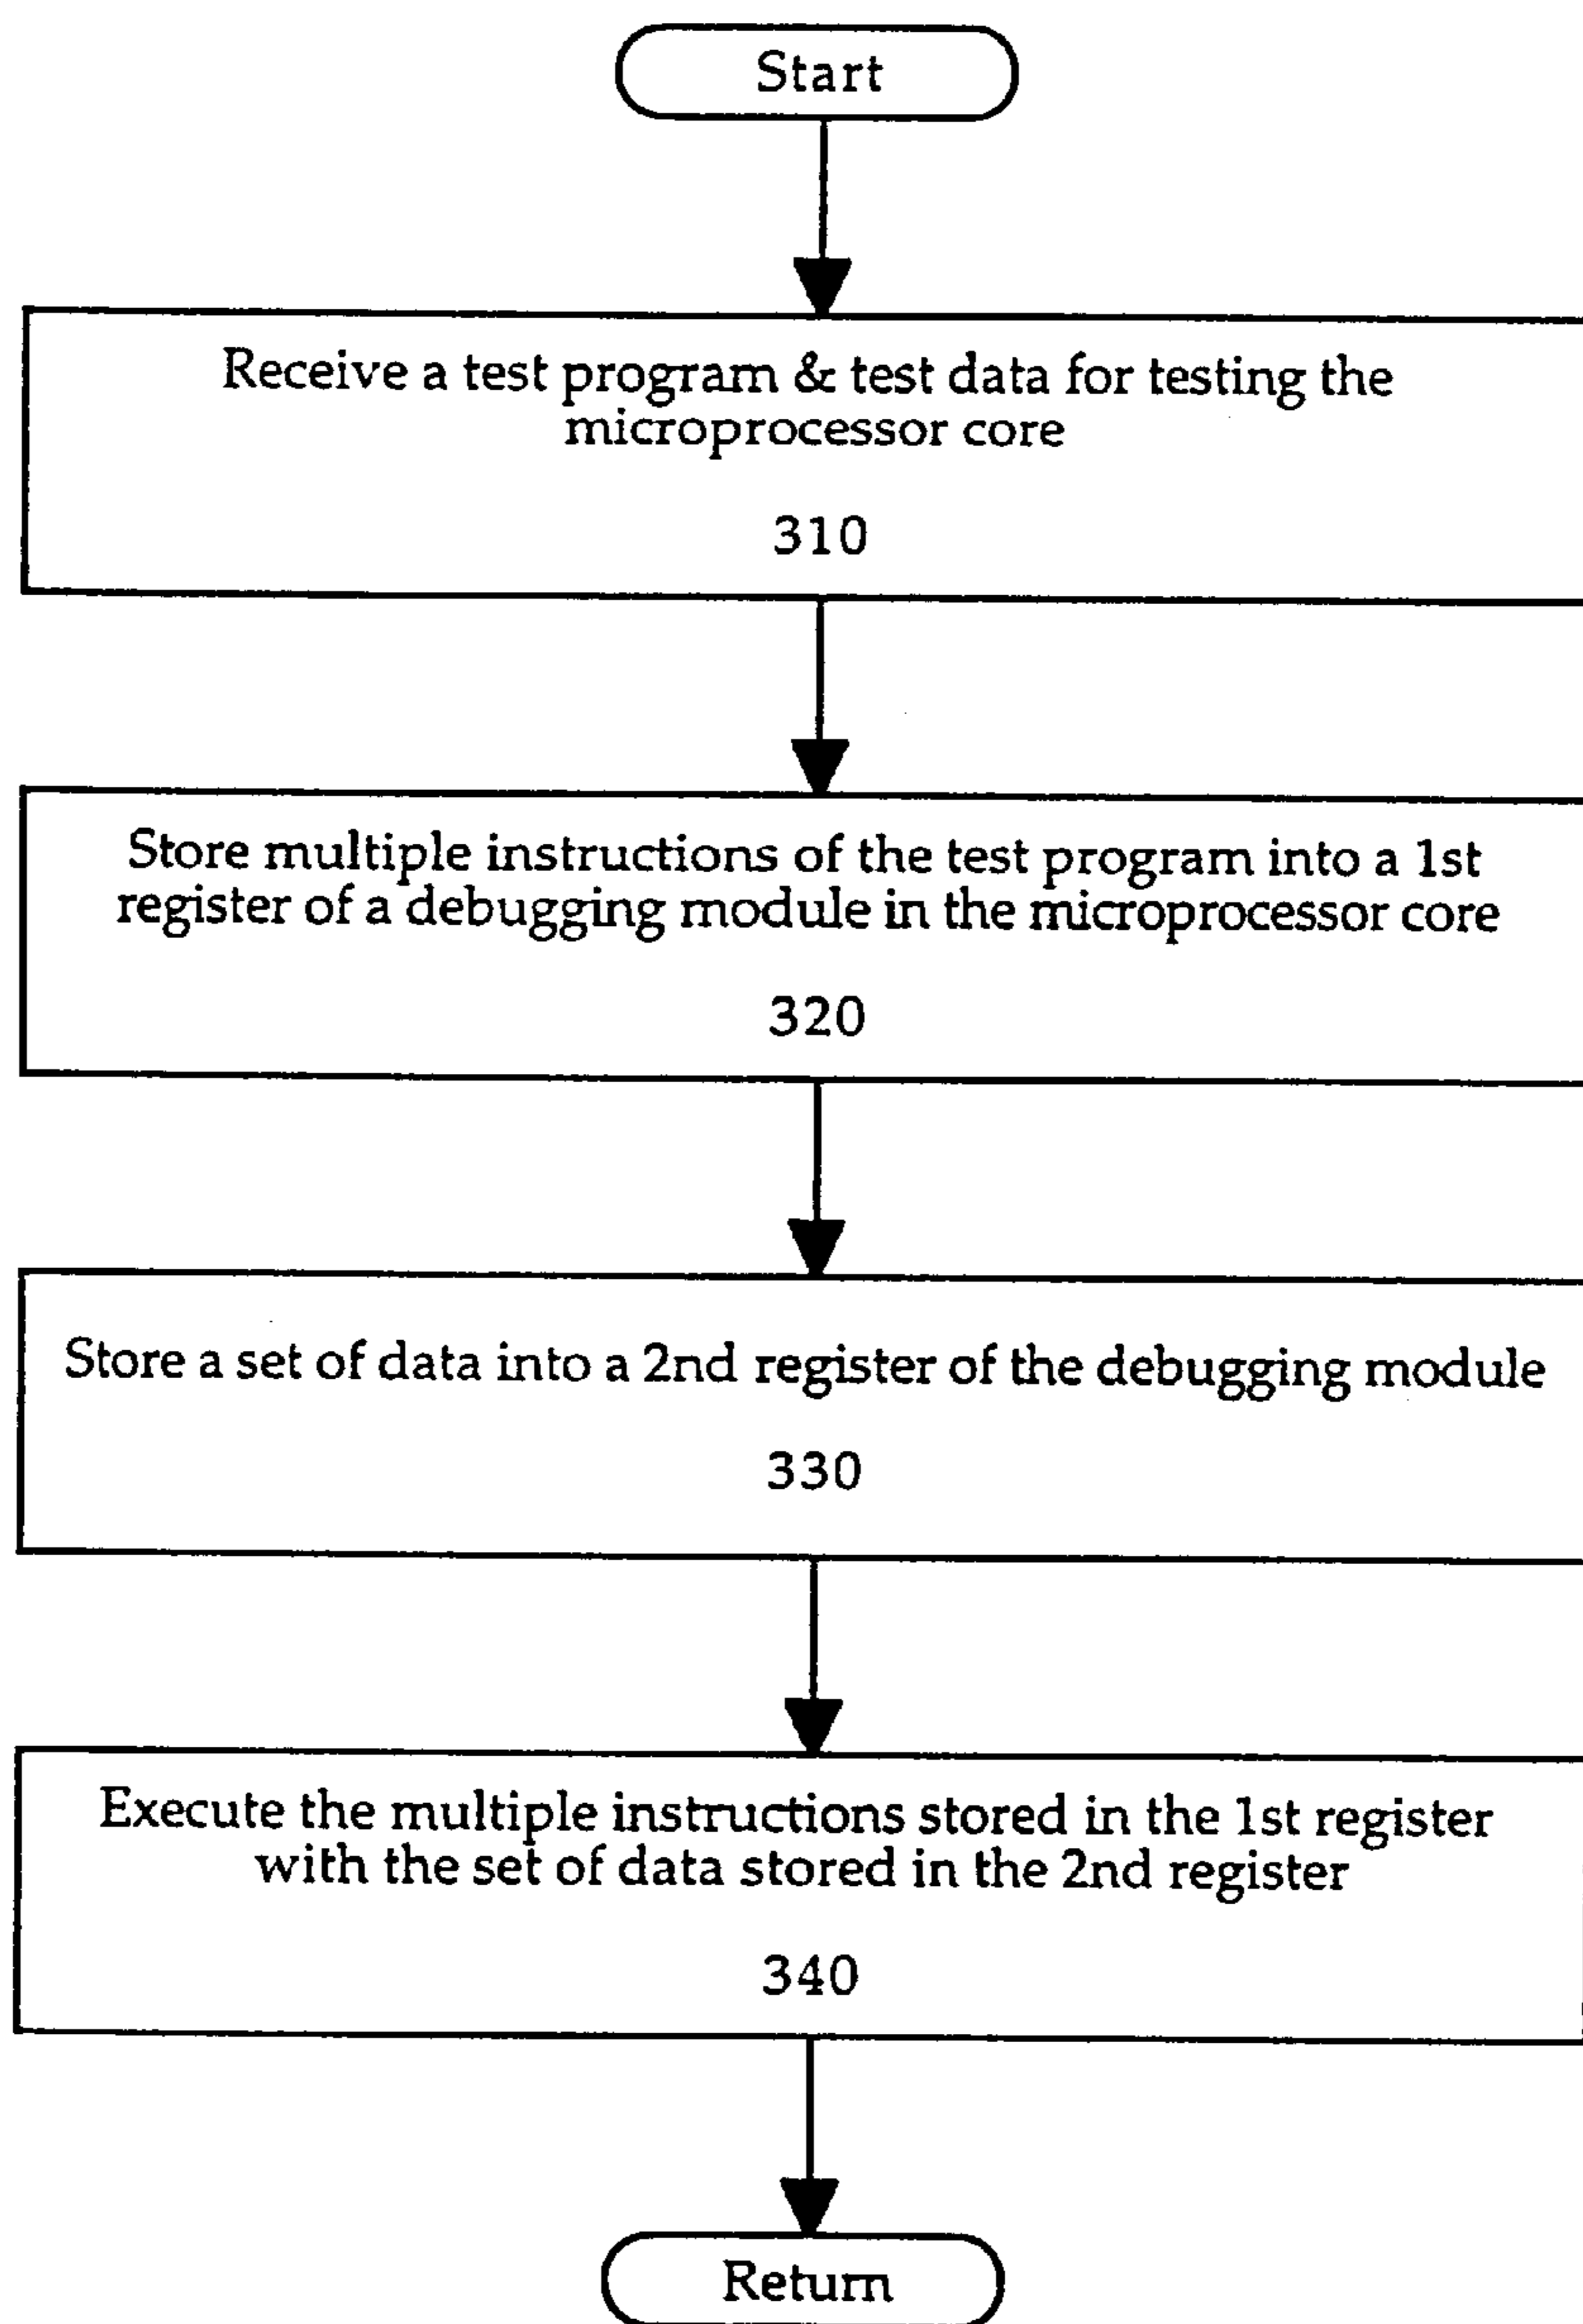 Start
Receive a test program & test data for testing the
microprocessor core
310
Store multiple instructions of the test program into a 1st
register of a debugging module in the microprocessor core
320
Store a set of data into a 2nd register of the debugging module
330
Execute the multiple instructions stored in the 1st register
with the set of data stored in the 2nd register
340
Return